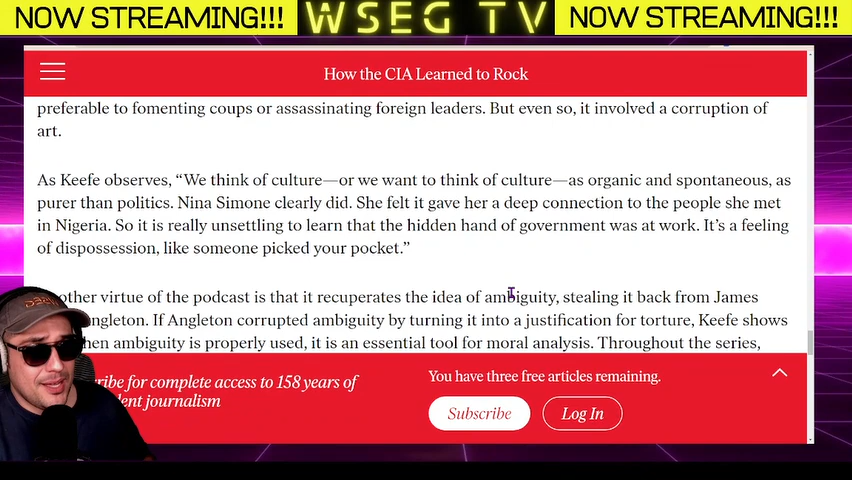 NOW STREAMING!!! WSEG TV NOW STREAMING!!!
How the CIA Learned to Rock
preferable to fomenting coups or assassinating foreign leaders. But even so, it involved a corruption of
art.
As Keefe observes, “We think of culture—or we want to think of culture—as organic and spontaneous, as
purer than politics. Nina Simone clearly did. She felt it gave her a deep connection to the people she met
in Nigeria. So it is really unsettling to learn that the hidden hand of government was at work. It’s a feeling
of dispossession, like someone picked your pocket.”
other virtue of the podcast is that it recuperates the idea of ambiguity, stealing it back from James
ngleton. If Angleton corrupted ambiguity by turning it into a justification for torture, Keefe shows
hen ambiguity is properly used, it is an essential tool for moral analysis. Throughout the series,
cribe for complete access to 158 years of
dent journalism
You have three free articles remaining.
Subscribe
Log In